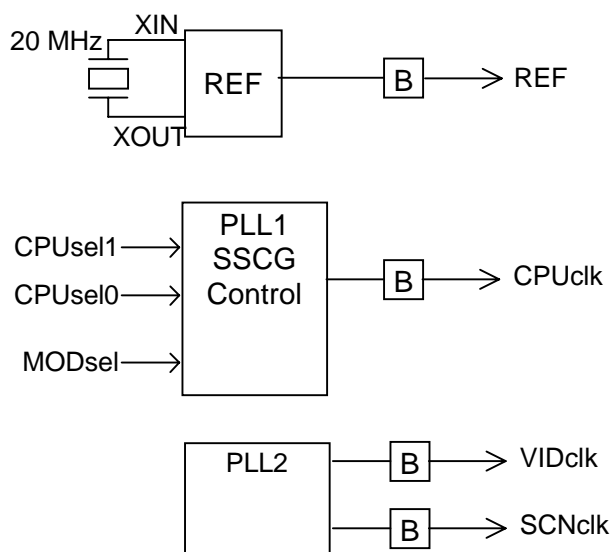 20 MHz
XIN
REF
B
REF
XOUT
PLL1
SSCG
Control
CPUsel1
CPUsel0
MODsel
B
CPUclk
PLL2
B
VIDclk
B
SCNclk